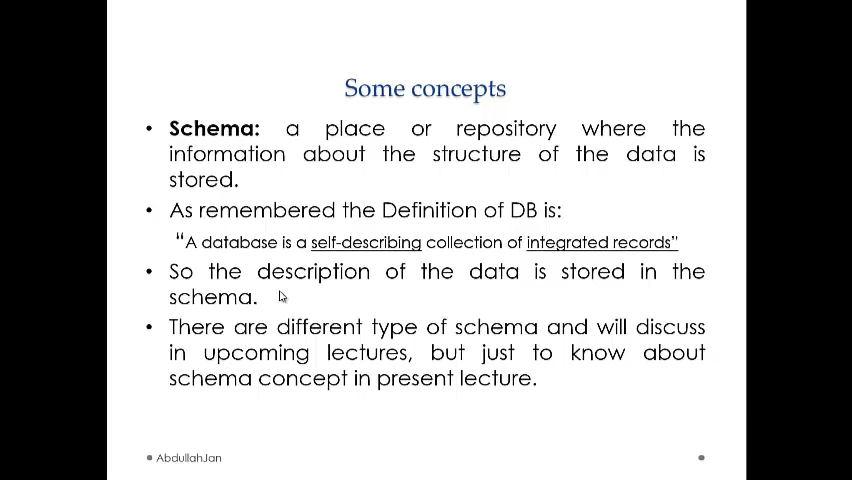 Some concepts
• Schema: a place or repository where the
information about the structure of the data is
stored.
• As remembered the Definition of DB is:
“A database is a self-describing collection of integrated records”
• So the description of the data is stored in the
schema.
• There are different type of schema and will discuss
in upcoming lectures, but just to know about
schema concept in present lecture.
• AbdullahJan